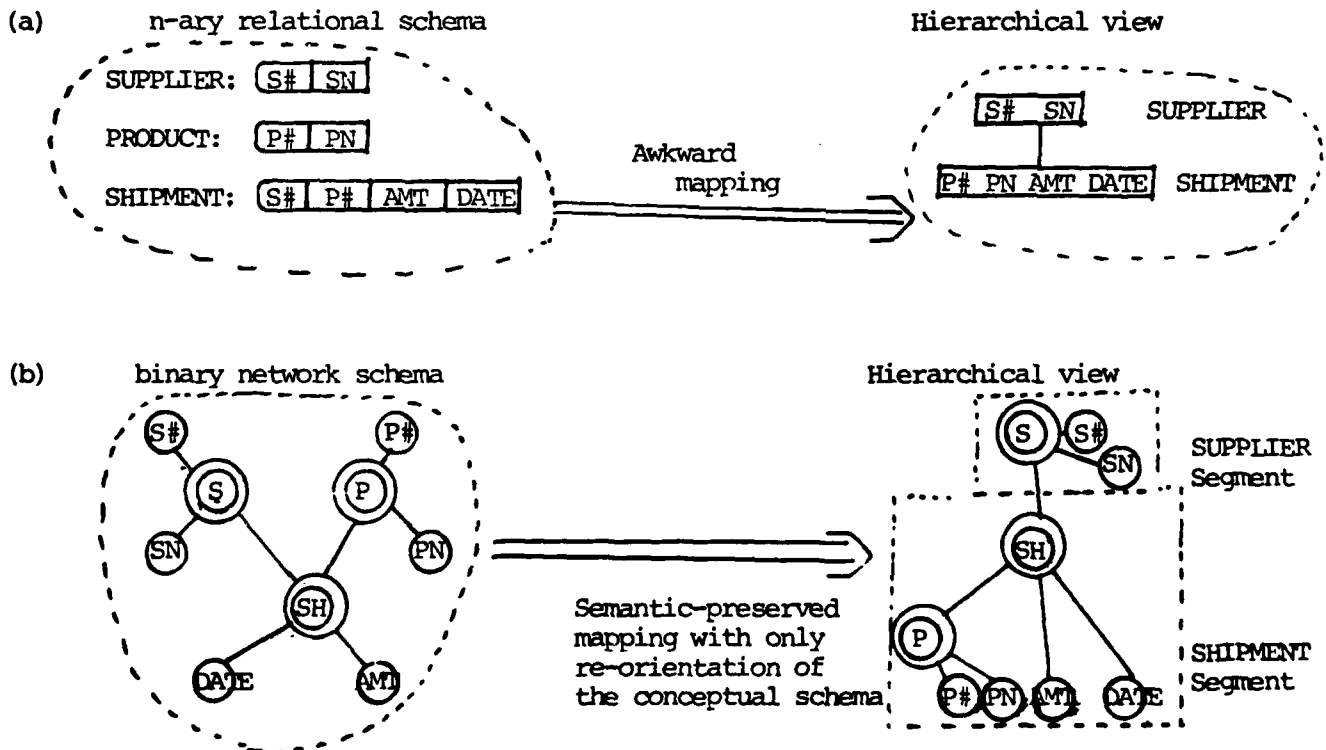 (a) n-ary relational schema
Hierarchical view
SUPPLIER: S# SN
PRODUCT: P# PN
SHIPMENT: S# P# AMT DATE
Awkward
mapping
S# SN SUPPLIER
P# PN AMT DATE SHIPMENT
(b) binary network schema
Hierarchical view
S#
P#
S
P
SN
PN
SH
DATE
AMT
Semantic-preserved
mapping with only
re-orientation of
the conceptual schema
S
S#
SN
SUPPLIER
Segment
SH
P
P#
PN
AMT
DATE
SHIPMENT
Segment